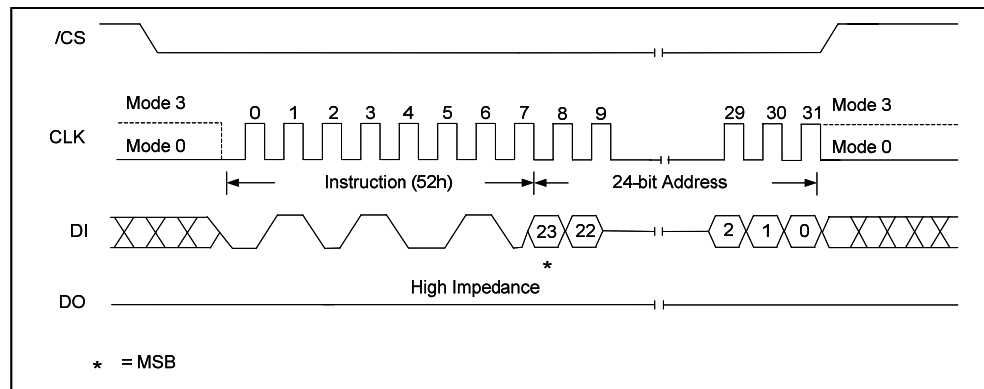 /CS
Mode 3
0 1 2 3 4 5 6 7 8 9 29 30 31
Mode 3
CLK
Mode 0
Mode 0
Instruction (52h)
24-bit Address
DI
23 22 2 1 0
*
High Impedance
DO
* = MSB